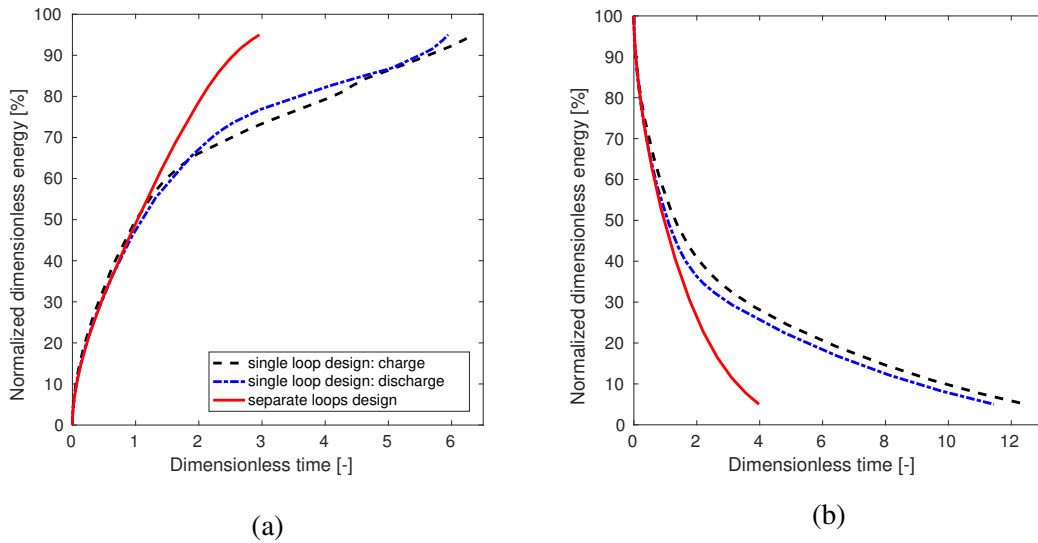 100
90
80
70
60
50
40
30
20
10
0
Normalized dimensionless energy [%]
single loop design: charge
single loop design: discharge
separate loops design
0 1 2 3 4 5 6
Dimensionless time [-]
(a)
100
90
80
70
60
50
40
30
20
10
0
Normalized dimensionless energy [%]
0 2 4 6 8 10 12
Dimensionless time [-]
(b)